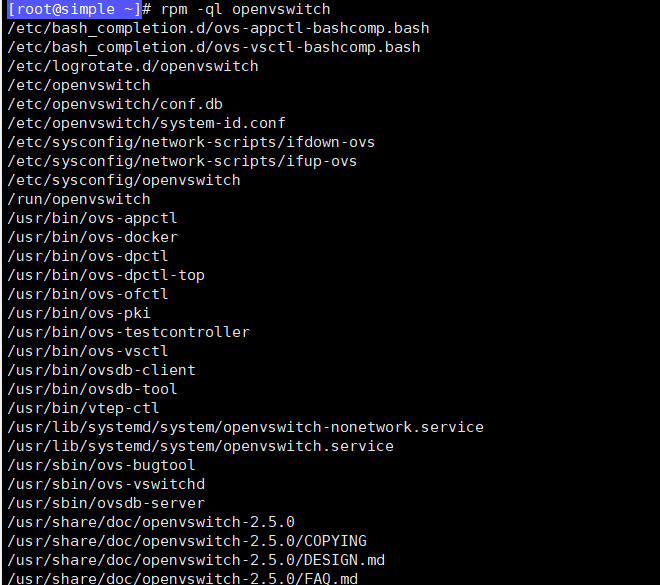 [root@simple ~]# rpm -ql openvswitch
/etc/bash_completion.d/ovs-appctl-bashcomp.bash
/etc/bash_completion.d/ovs-vsctl-bashcomp.bash
/etc/logrotate.d/openvswitch
/etc/openvswitch
/etc/openvswitch/conf.db
/etc/openvswitch/system-id.conf
/etc/sysconfig/network-scripts/ifdown-ovs
/etc/sysconfig/network-scripts/ifup-ovs
/etc/sysconfig/openvswitch
/run/openvswitch
/usr/bin/ovs-appctl
/usr/bin/ovs-docker
/usr/bin/ovs-dpctl
/usr/bin/ovs-dpctl-top
/usr/bin/ovs-ofctl
/usr/bin/ovs-pki
/usr/bin/ovs-testcontroller
/usr/bin/ovs-vsctl
/usr/bin/ovsdb-client
/usr/bin/ovsdb-tool
/usr/bin/vtep-ctl
/usr/lib/systemd/system/openvswitch-nonetwork.service
/usr/lib/systemd/system/openvswitch.service
/usr/sbin/ovs-bugtool
/usr/sbin/ovs-vswitchd
/usr/sbin/ovsdb-server
/usr/share/doc/openvswitch-2.5.0
/usr/share/doc/openvswitch-2.5.0/COPYING
/usr/share/doc/openvswitch-2.5.0/DESIGN.md
/usr/share/doc/openvswitch-2.5.0/FAQ.md